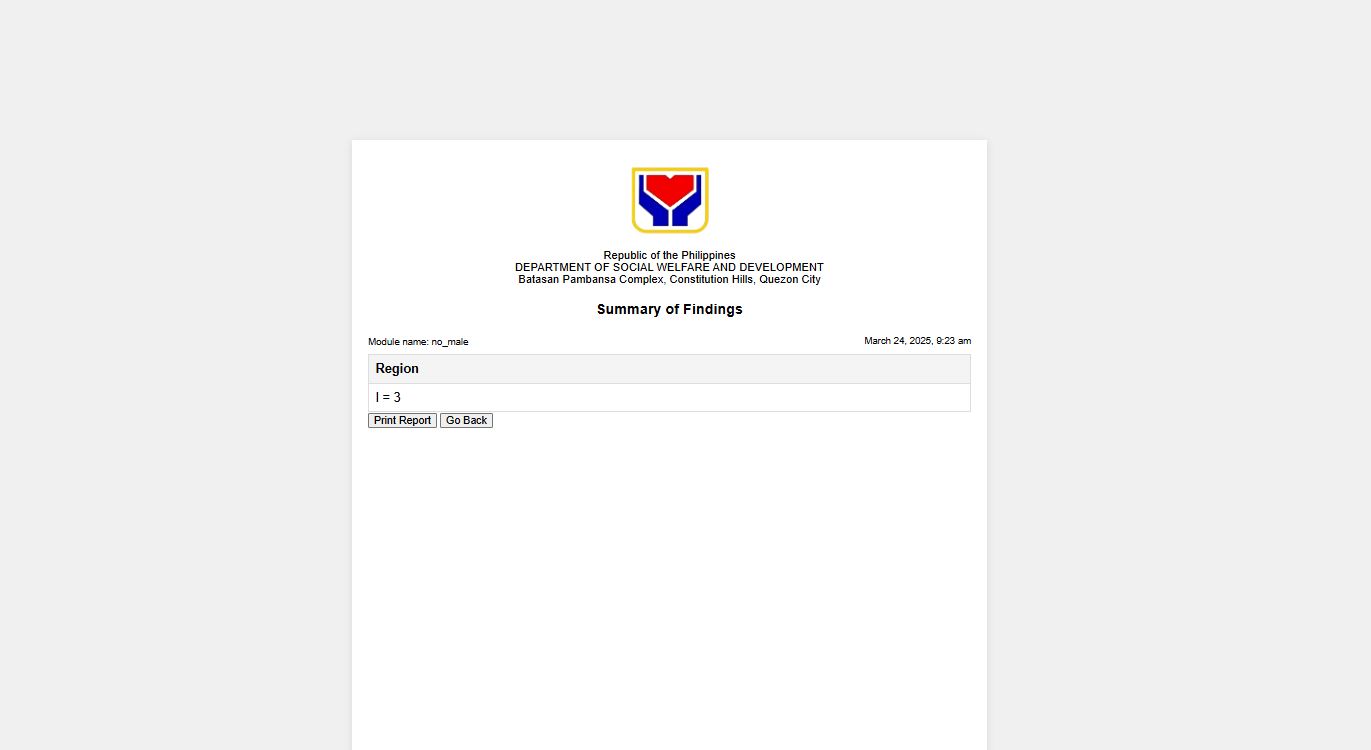 Republic of the Philippines
DEPARTMENT OF SOCIAL WELFARE AND DEVELOPMENT
Batasan Pambansa Complex, Constitution Hills, Quezon City
Summary of Findings
Module name: no_male March 24, 2025, 9:23 am
Region
I = 3
Print Report Go Back